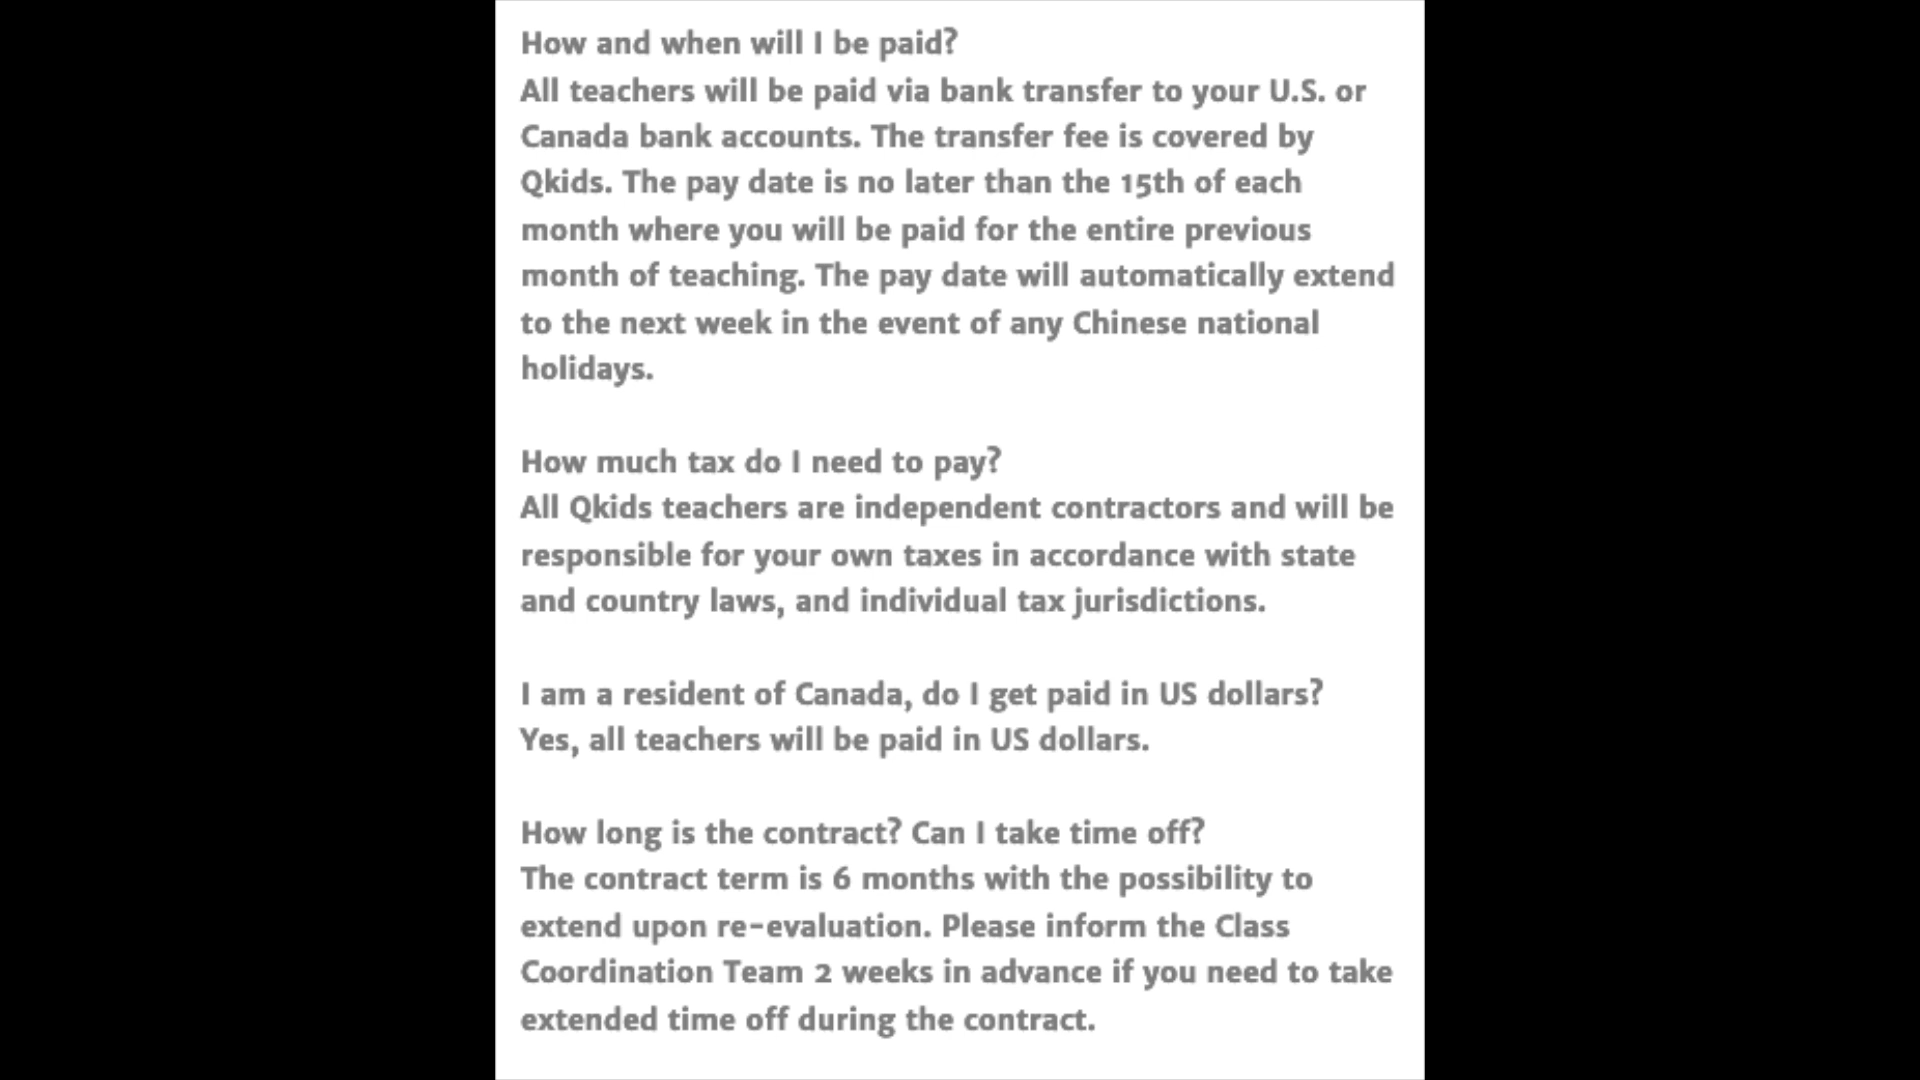 How and when will I be paid?
All teachers will be paid via bank transfer to your U.S. or
Canada bank accounts. The transfer fee is covered by
Qkids. The pay date is no later than the 15th of each
month where you will be paid for the entire previous
month of teaching. The pay date will automatically extend
to the next week in the event of any Chinese national
holidays.
How much tax do I need to pay?
All Qkids teachers are independent contractors and will be
responsible for your own taxes in accordance with state
and country laws, and individual tax jurisdictions.
I am a resident of Canada, do I get paid in US dollars?
Yes, all teachers will be paid in US dollars.
How long is the contract? Can I take time off?
The contract term is 6 months with the possibility to
extend upon re-evaluation. Please inform the Class
Coordination Team 2 weeks in advance if you need to take
extended time off during the contract.